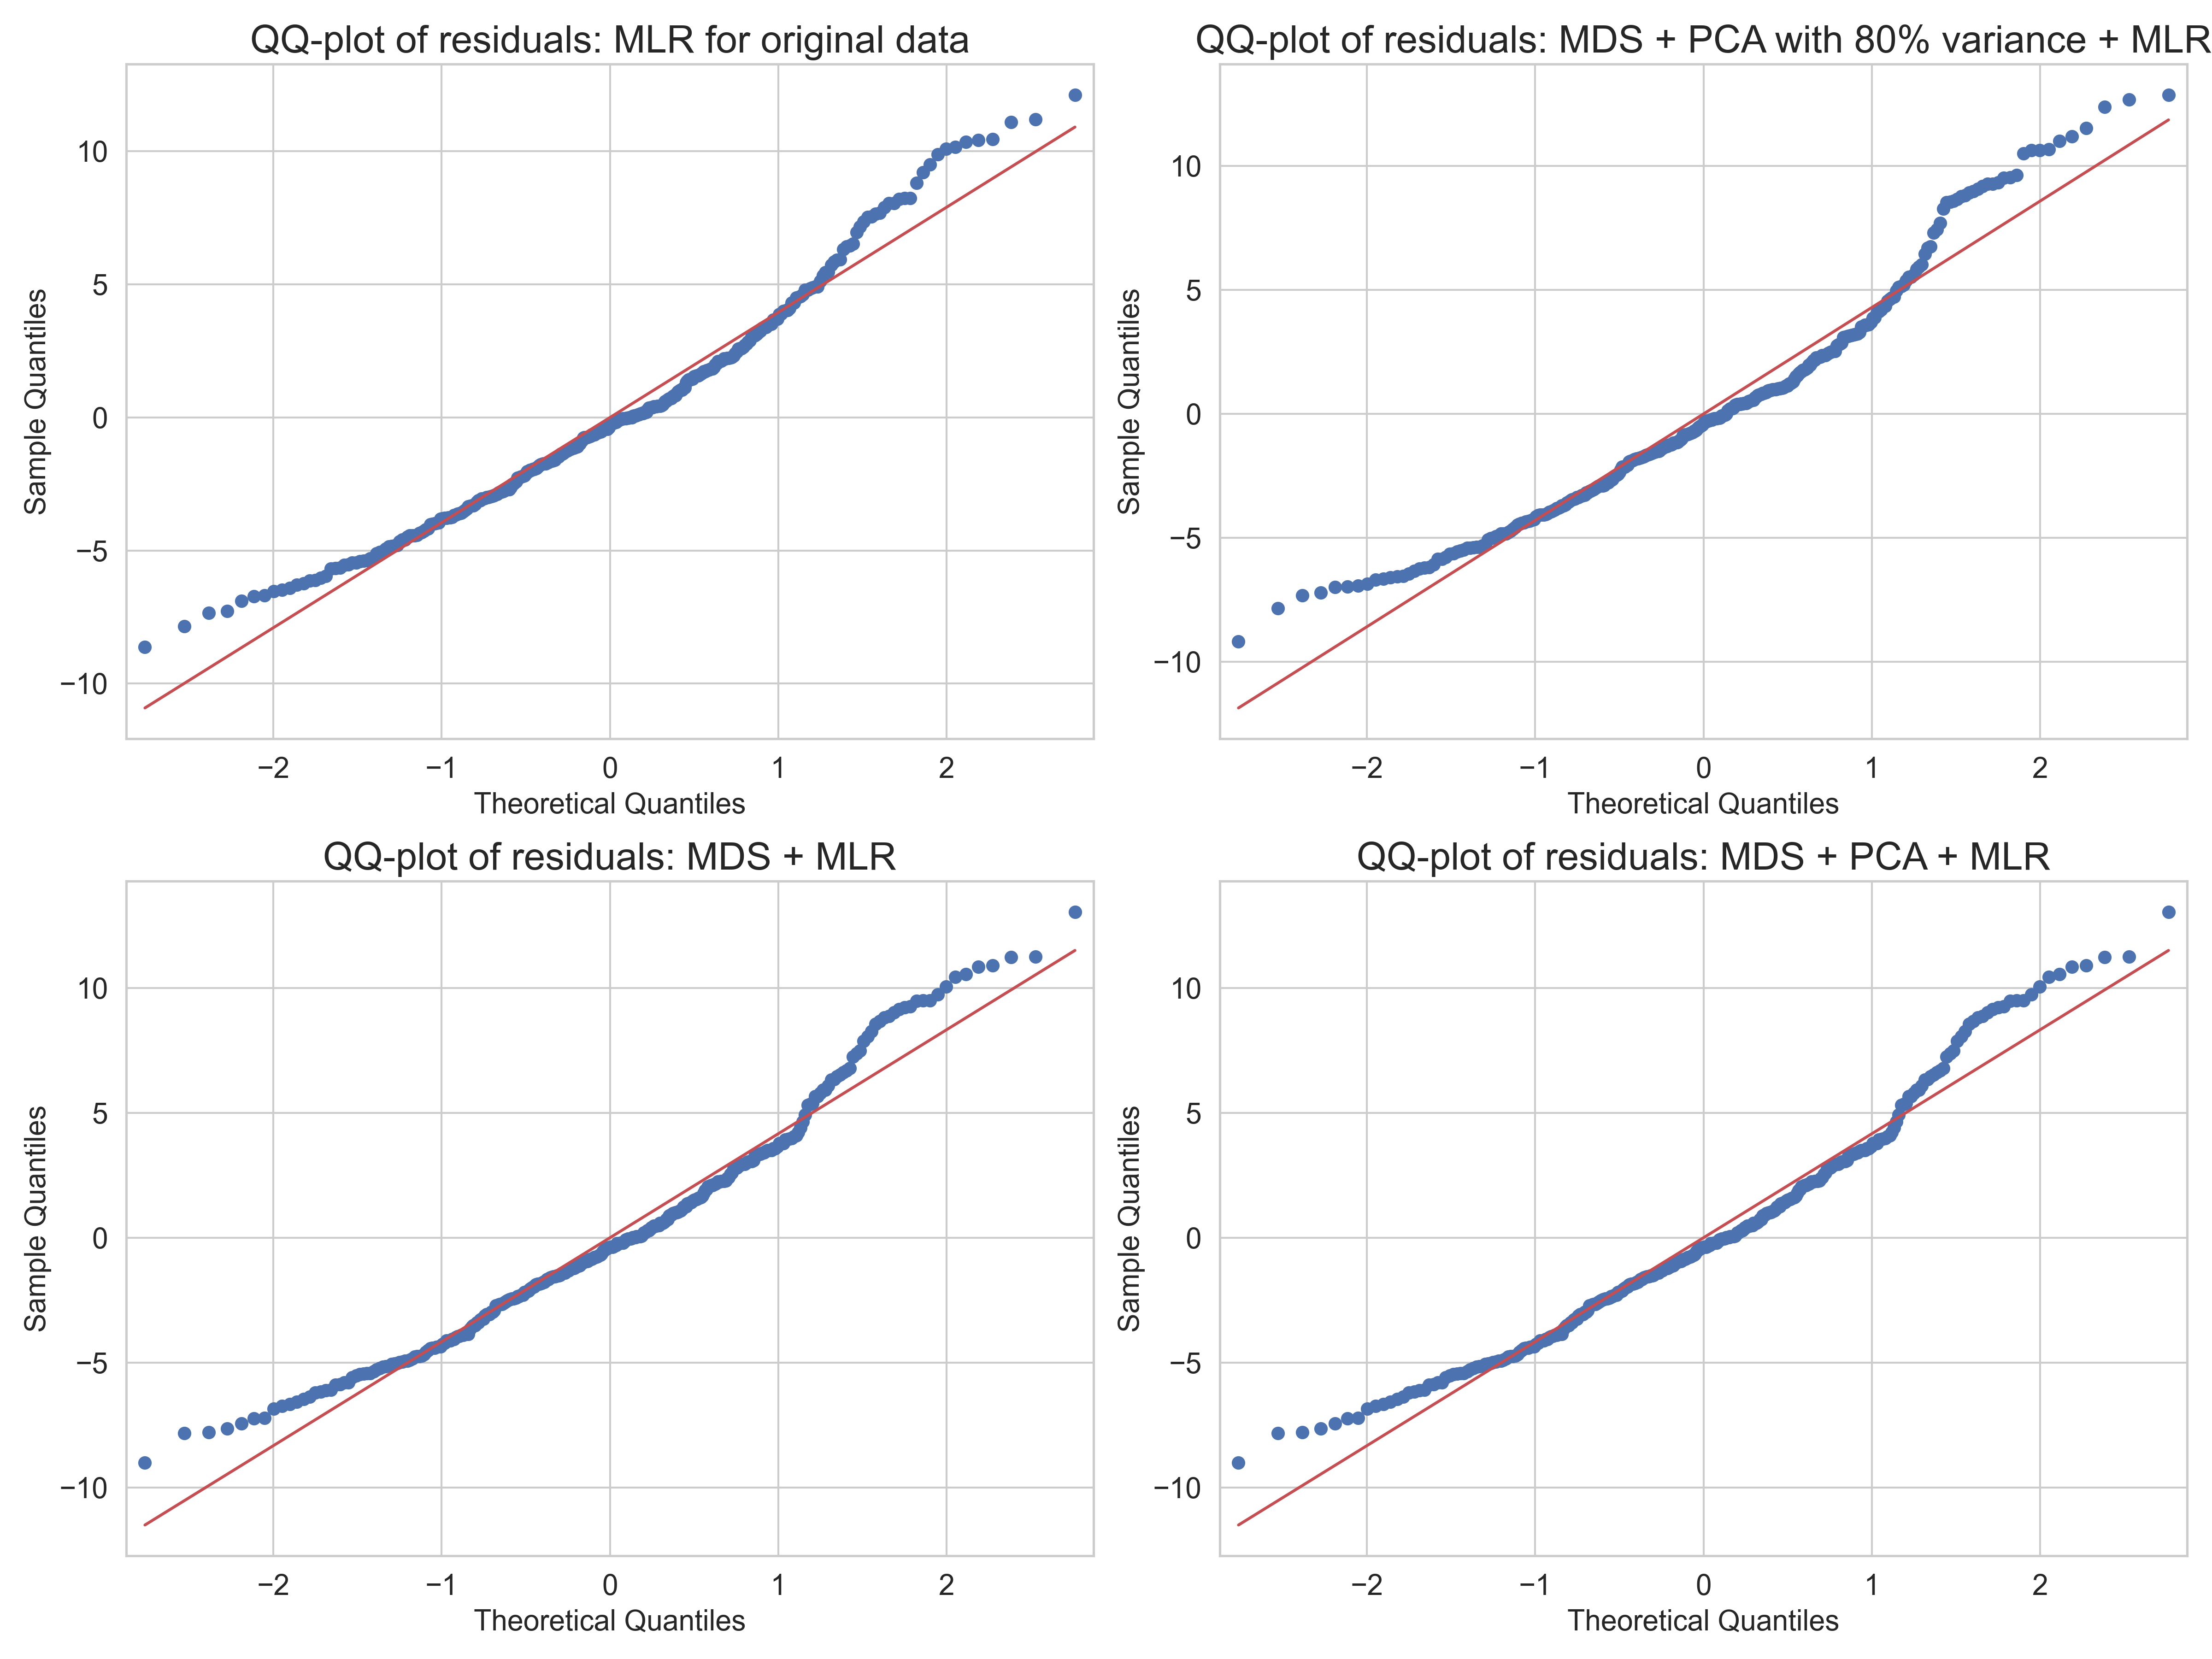 QQ-plot of residuals: MLR for original data
10
5
0
−5
−10
−2 −1 0 1 2
Sample Quantiles
Theoretical Quantiles
QQ-plot of residuals: MDS + PCA with 80% variance + MLR
10
5
0
−5
−10
−2 −1 0 1 2
Sample Quantiles
Theoretical Quantiles
QQ-plot of residuals: MDS + MLR
10
5
0
−5
−10
−2 −1 0 1 2
Sample Quantiles
Theoretical Quantiles
QQ-plot of residuals: MDS + PCA + MLR
10
5
0
−5
−10
−2 −1 0 1 2
Sample Quantiles
Theoretical Quantiles